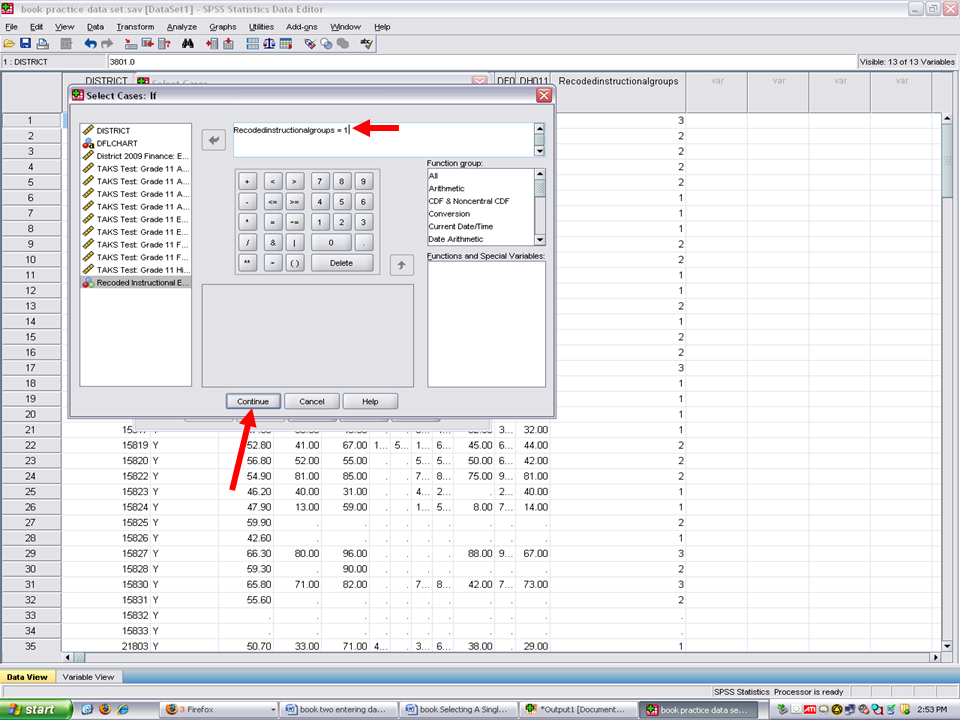 book practice data set.sav [DataSet1] - SPSS Statistics Data Editor
File Edit View Data Transform Analyze Graphs Utilities Add-ons Window Help
1 : DISTRICT 3801.0 Visible: 13 of 13 Variables
DISTRICT Select Cases DF0 DH011 Recodedinstructionalgroups var var var var
Select Cases: If
DISTRICT
DFLCHART
District 2009 Finance: E...
TAKS Test: Grade 11 A...
TAKS Test: Grade 11 A...
TAKS Test: Grade 11 A...
TAKS Test: Grade 11 A...
TAKS Test: Grade 11 E...
TAKS Test: Grade 11 E...
TAKS Test: Grade 11 F...
TAKS Test: Grade 11 F...
TAKS Test: Grade 11 Hi...
Recoded Instructional E...
Recodedinstructionalgroups = 1
+ < > 7 8 9
- <= >= 4 5 6
* = ~= 1 2 3
/ & | 0 .
** ~ ( ) Delete
Function group:
All
Arithmetic
CDF & Noncentral CDF
Conversion
Current Date/Time
Date Arithmetic
Functions and Special Variables:
Continue Cancel Help
1 3
2 2
3 2
4 2
5 2
6 1
7 1
8 1
9 2
10 2
11 1
12 1
13 2
14 1
15 2
16 2
17 3
18 1
19 1
20 1
21 32.00 1
22 15819 Y 52.80 41.00 67.00 1... 5... 1... 6... 45.00 6... 44.00 2
23 15820 Y 56.80 52.00 55.00 . . 5... 5... 50.00 6... 42.00 2
24 15822 Y 54.90 81.00 85.00 . . 7... 8... 75.00 9... 81.00 2
25 15823 Y 46.20 40.00 31.00 . . 4... 2... . 2... 40.00 1
26 15824 Y 47.90 13.00 59.00 . . 1... 5... 8.00 7... 14.00 1
27 15825 Y 59.90 . . . . . . . . . 2
28 15826 Y 42.60 . . . . . . . . . 1
29 15827 Y 66.30 80.00 96.00 . . . . 88.00 9... 67.00 3
30 15828 Y 59.30 . 90.00 . . . . . . . 2
31 15830 Y 65.80 71.00 82.00 . . 7... 8... 42.00 7... 73.00 3
32 15831 Y 55.60 . . . . . . . . . 2
33 15832 Y . . . . . . . . . . .
34 15833 Y . . . . . . . . . . .
35 21803 Y 50.70 33.00 71.00 4... . 3... 6... 38.00 . 29.00 1
Data View Variable View
SPSS Statistics Processor is ready
start 3 Firefox book two entering da... book Selecting A Singl... *Output1 [Document... book practice data se... ATI 2:53 PM